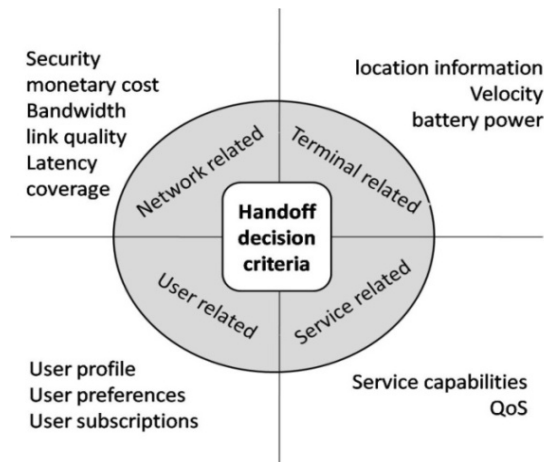 Security
monetary cost
Bandwidth
link quality
Latency
coverage
location information
Velocity
battery power
Network related
Terminal related
Handoff
decision
criteria
User related
Service related
User profile
User preferences
User subscriptions
Service capabilities
QoS